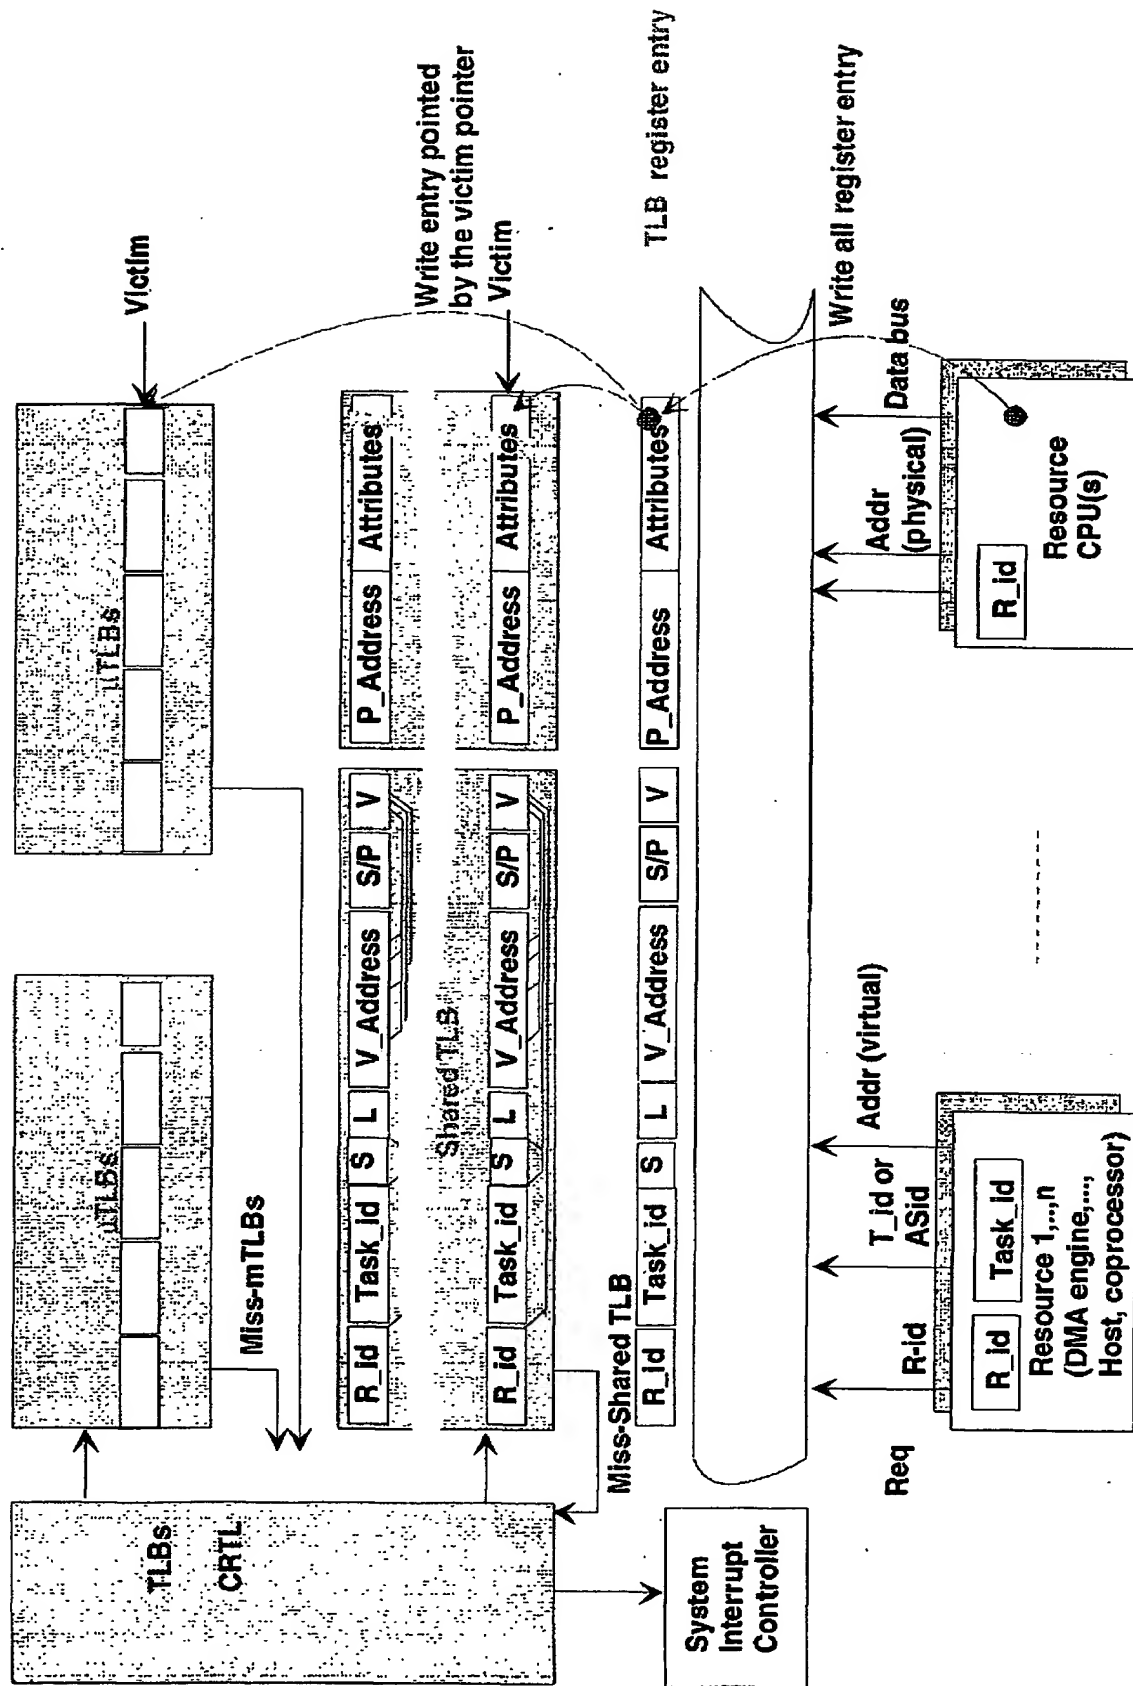 µTLBs
µTLBs
Victim
Miss-mTLBs
Write entry pointed
by the victim pointer
TLBs
CRTL
R_id Task_id S L V_Address S/P V P_Address Attributes
Shared TLB
R_id Task_id S L V_Address S/P V P_Address Attributes
Victim
Miss-Shared TLB
TLB register entry
R_id Task_id S L V_Address S/P V P_Address Attributes
System
Interrupt
Controller
Write all register entry
Req
R-id
T_id or
ASid
Addr (virtual)
Addr
(physical)
Data bus
R_id Task_id
Resource 1,..,n
(DMA engine,...,
Host, coprocessor)
R_id
Resource
CPU(s)